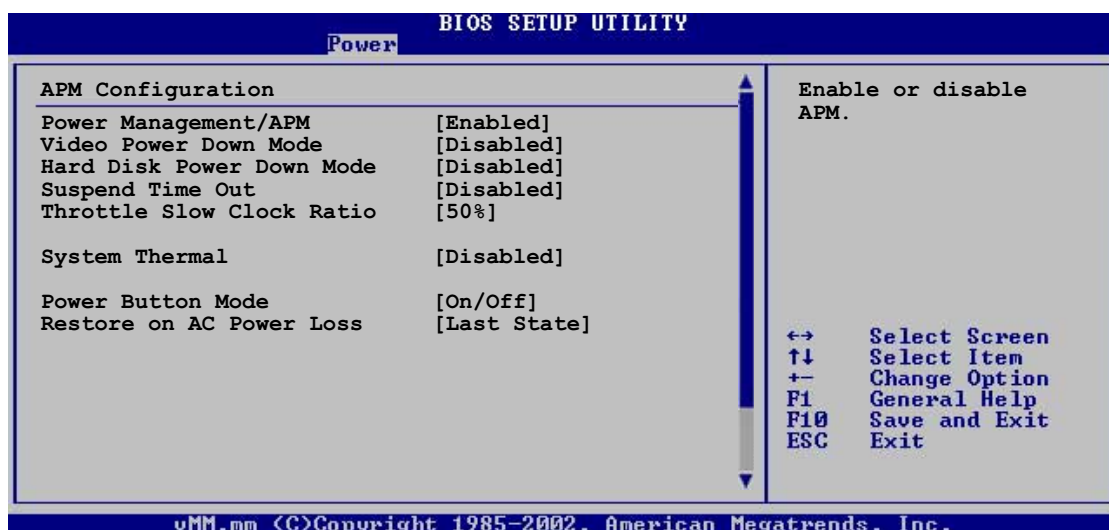 BIOS SETUP UTILITY
Power
APM Configuration
Power Management/APM [Enabled]
Video Power Down Mode [Disabled]
Hard Disk Power Down Mode [Disabled]
Suspend Time Out [Disabled]
Throttle Slow Clock Ratio [50%]
System Thermal [Disabled]
Power Button Mode [On/Off]
Restore on AC Power Loss [Last State]
Enable or disable
APM.
←→ Select Screen
↑↓ Select Item
+- Change Option
F1 General Help
F10 Save and Exit
ESC Exit
vMM.mm (C)Copyright 1985-2002, American Megatrends, Inc.